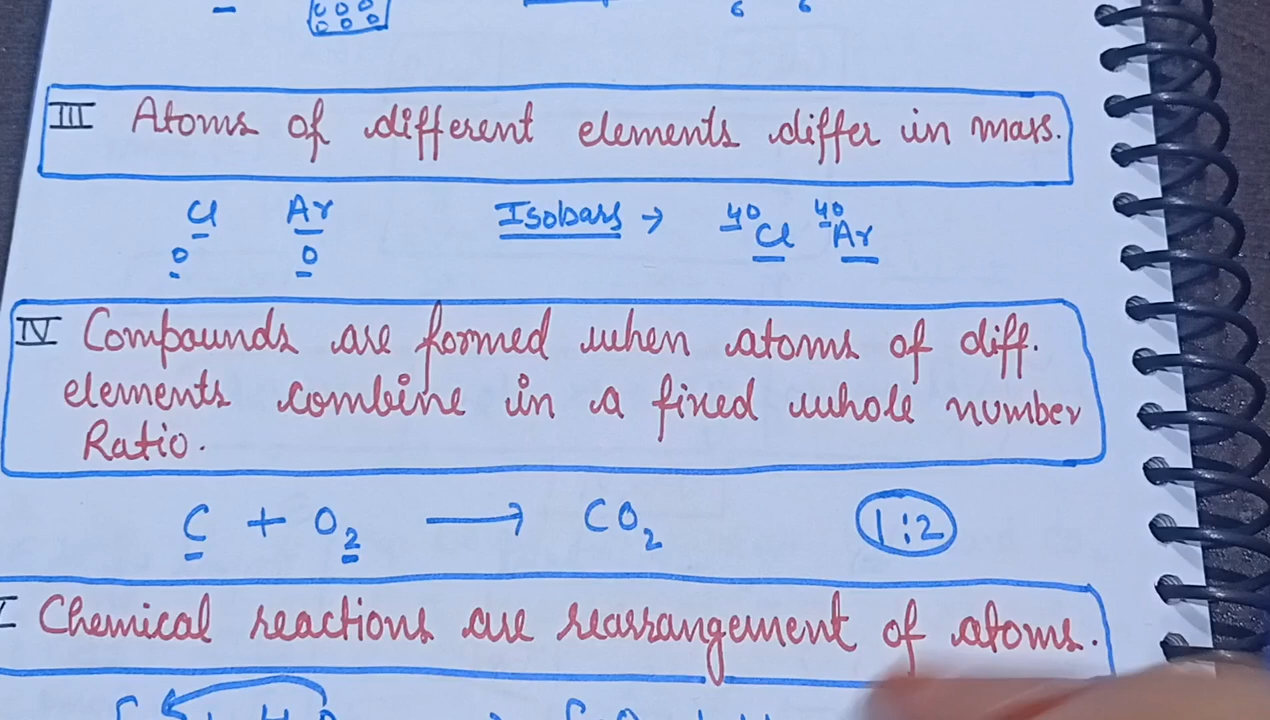 III Atoms of different elements differ in mass.
Cl Ar Isobars → ⁴⁰Cl ⁴⁰Ar
IV Compounds are formed when atoms of diff.
elements combine in a fixed whole number
Ratio.
C + O₂ → CO₂ 1:2
I Chemical reactions are rearrangement of atoms.